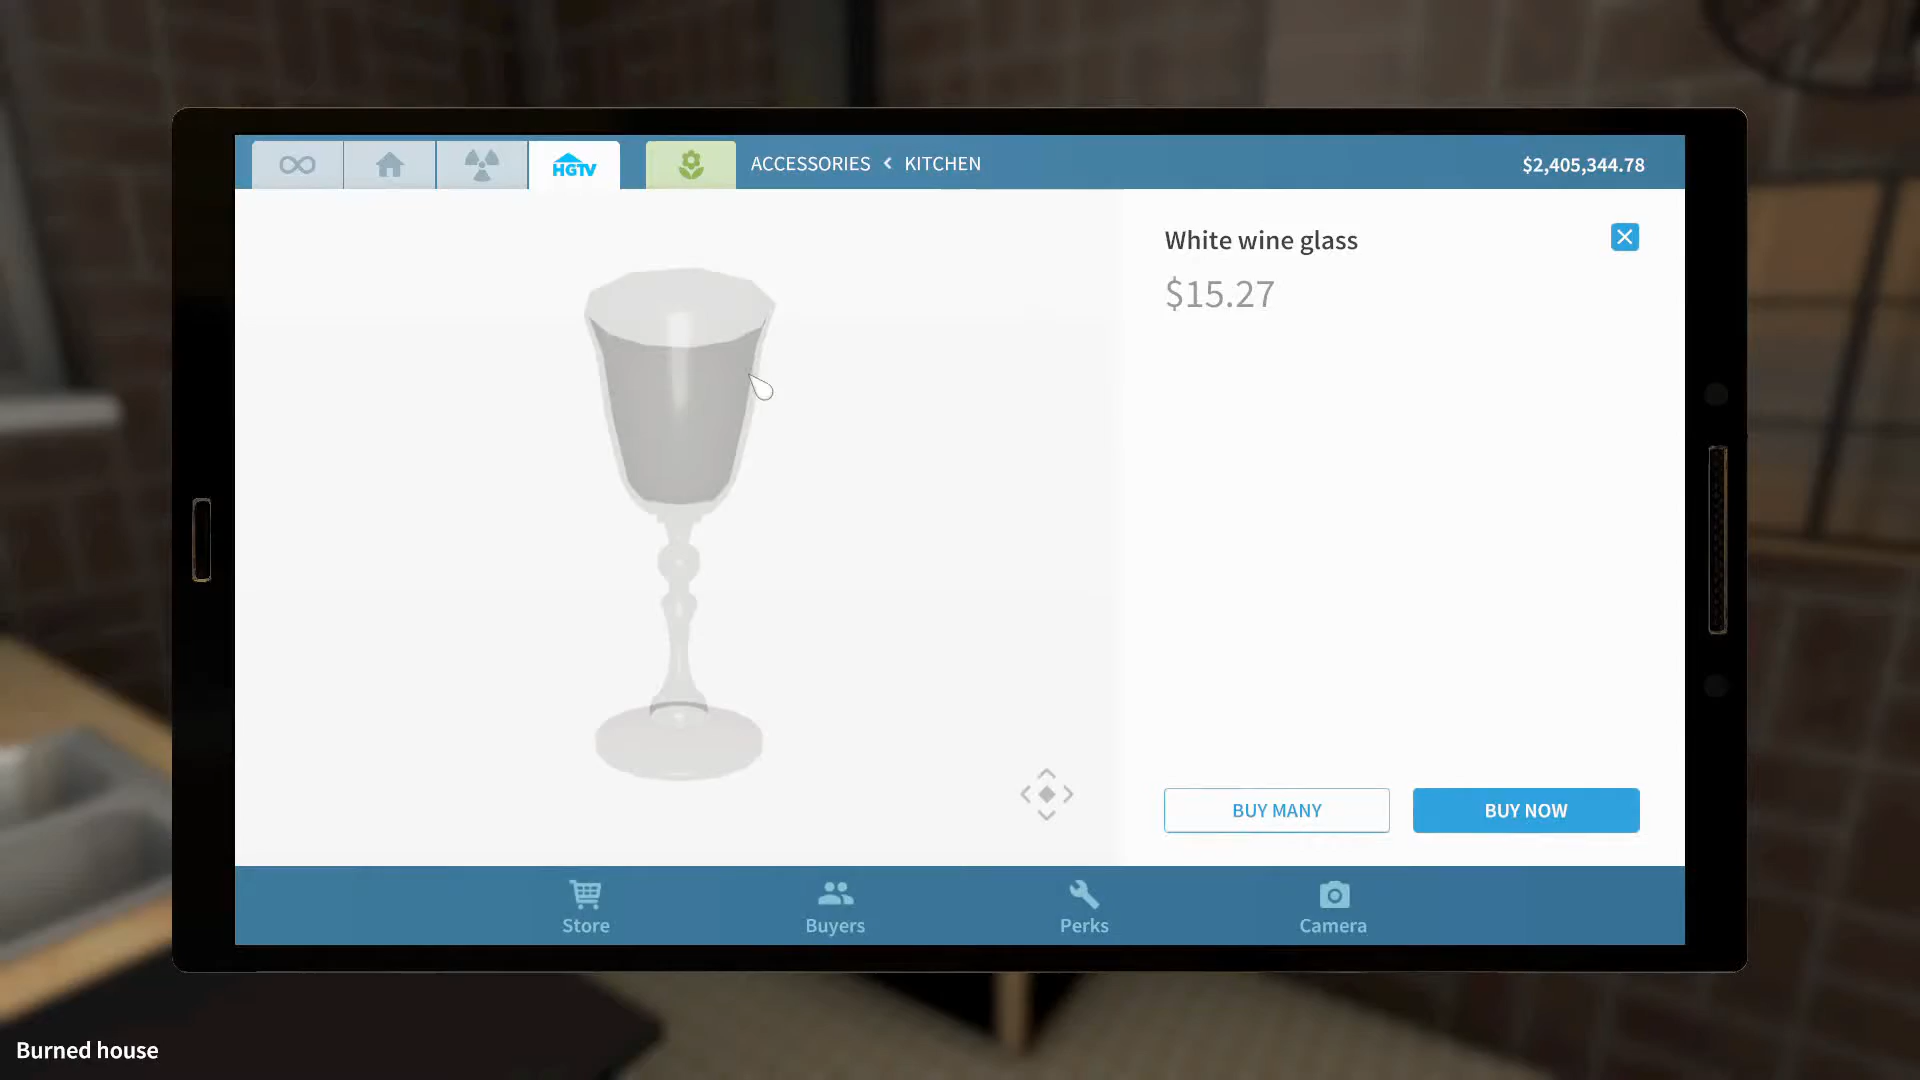 HGTV
ACCESSORIES < KITCHEN
$2,405,344.78
White wine glass
$15.27
BUY MANY
BUY NOW
Store
Buyers
Perks
Camera
Burned house